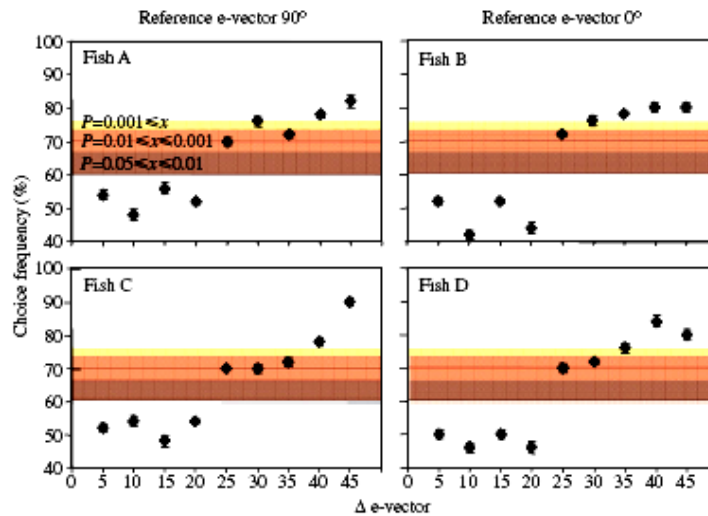 Reference e-vector 90° Reference e-vector 0°
100 Fish A Fish B
90
80
P=0.001⩽x
70 P=0.01⩽x⩽0.001
60 P=0.05⩽x⩽0.01
50
40
100 Fish C Fish D
90
80
70
60
50
40
0 5 10 15 20 25 30 35 40 45 0 5 10 15 20 25 30 35 40 45
Choice frequency (%)
Δ e-vector